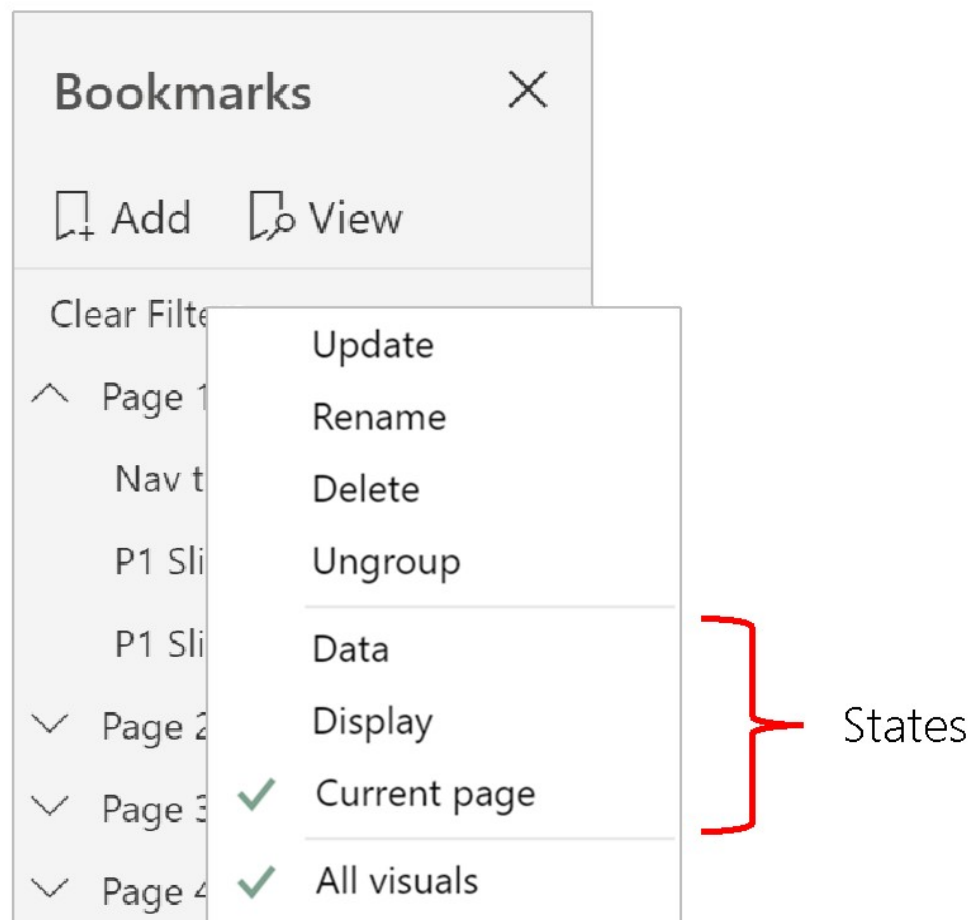 Bookmarks
Add View
Clear Filte
Update
Page 1
Rename
Nav t
Delete
P1 Sli
Ungroup
P1 Sli
Data
Page 2
Display
States
Page 3
Current page
Page 4
All visuals